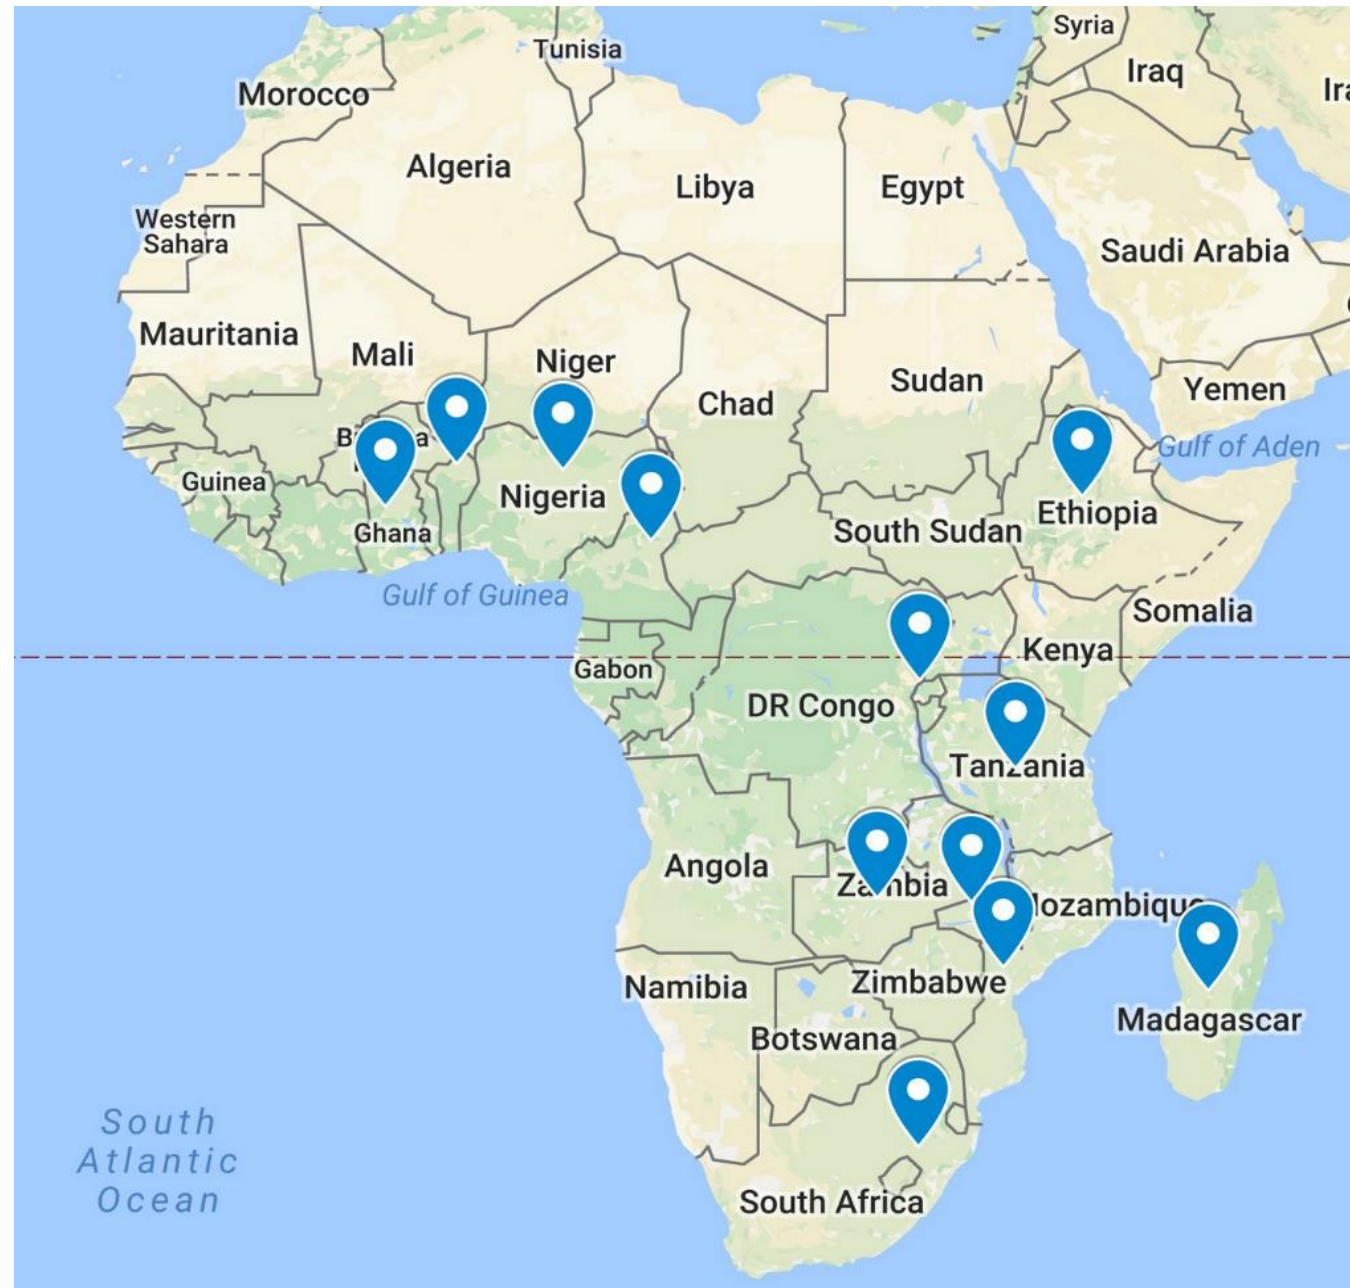 Syria
Tunisia
Iraq
Morocco
Algeria
Libya
Egypt
Western
Sahara
Saudi Arabia
Mauritania
Mali
Niger
Chad
Sudan
Yemen
Gulf of Aden
Guinea
Nigeria
Ghana
South Sudan
Ethiopia
Gulf of Guinea
Somalia
Gabon
Kenya
DR Congo
Tanzania
Angola
Zambia
Namibia
Zimbabwe
Botswana
Madagascar
South
Atlantic
Ocean
South Africa